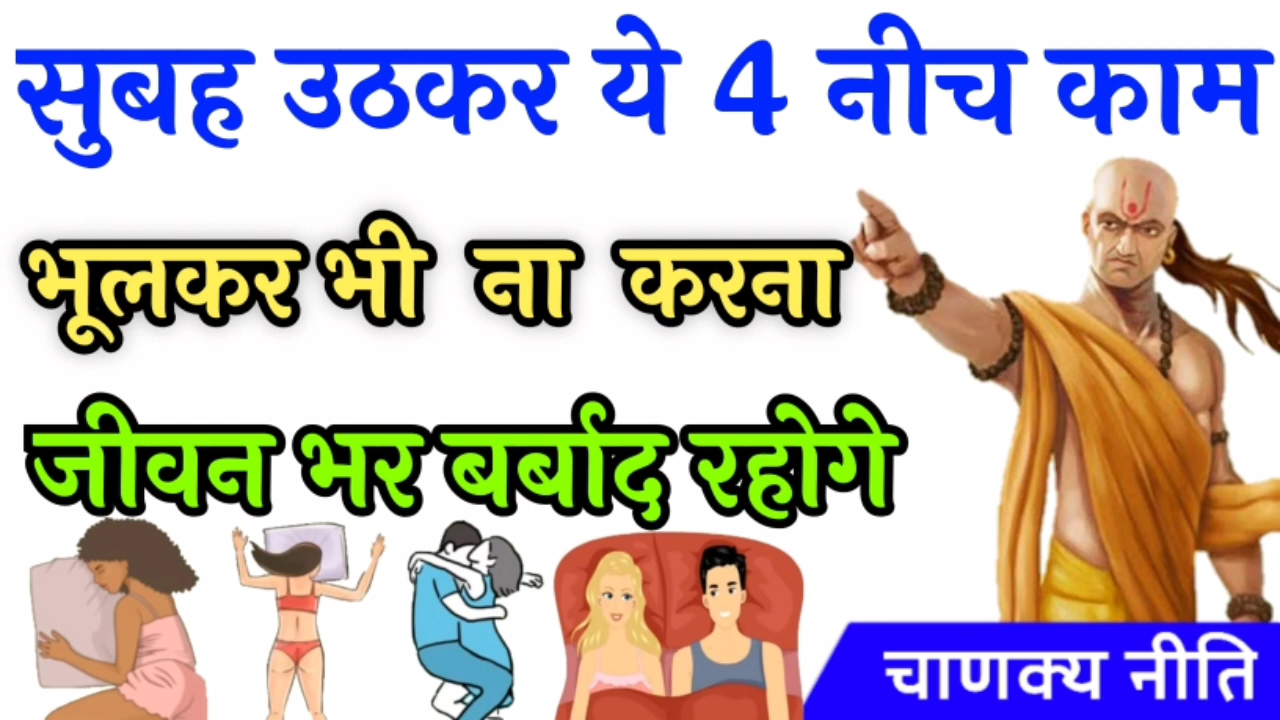 सुबह उठकर ये 4 नीच काम
भूलकर भी ना करना
जीवन भर बर्बाद रहोगे
चाणक्य नीति